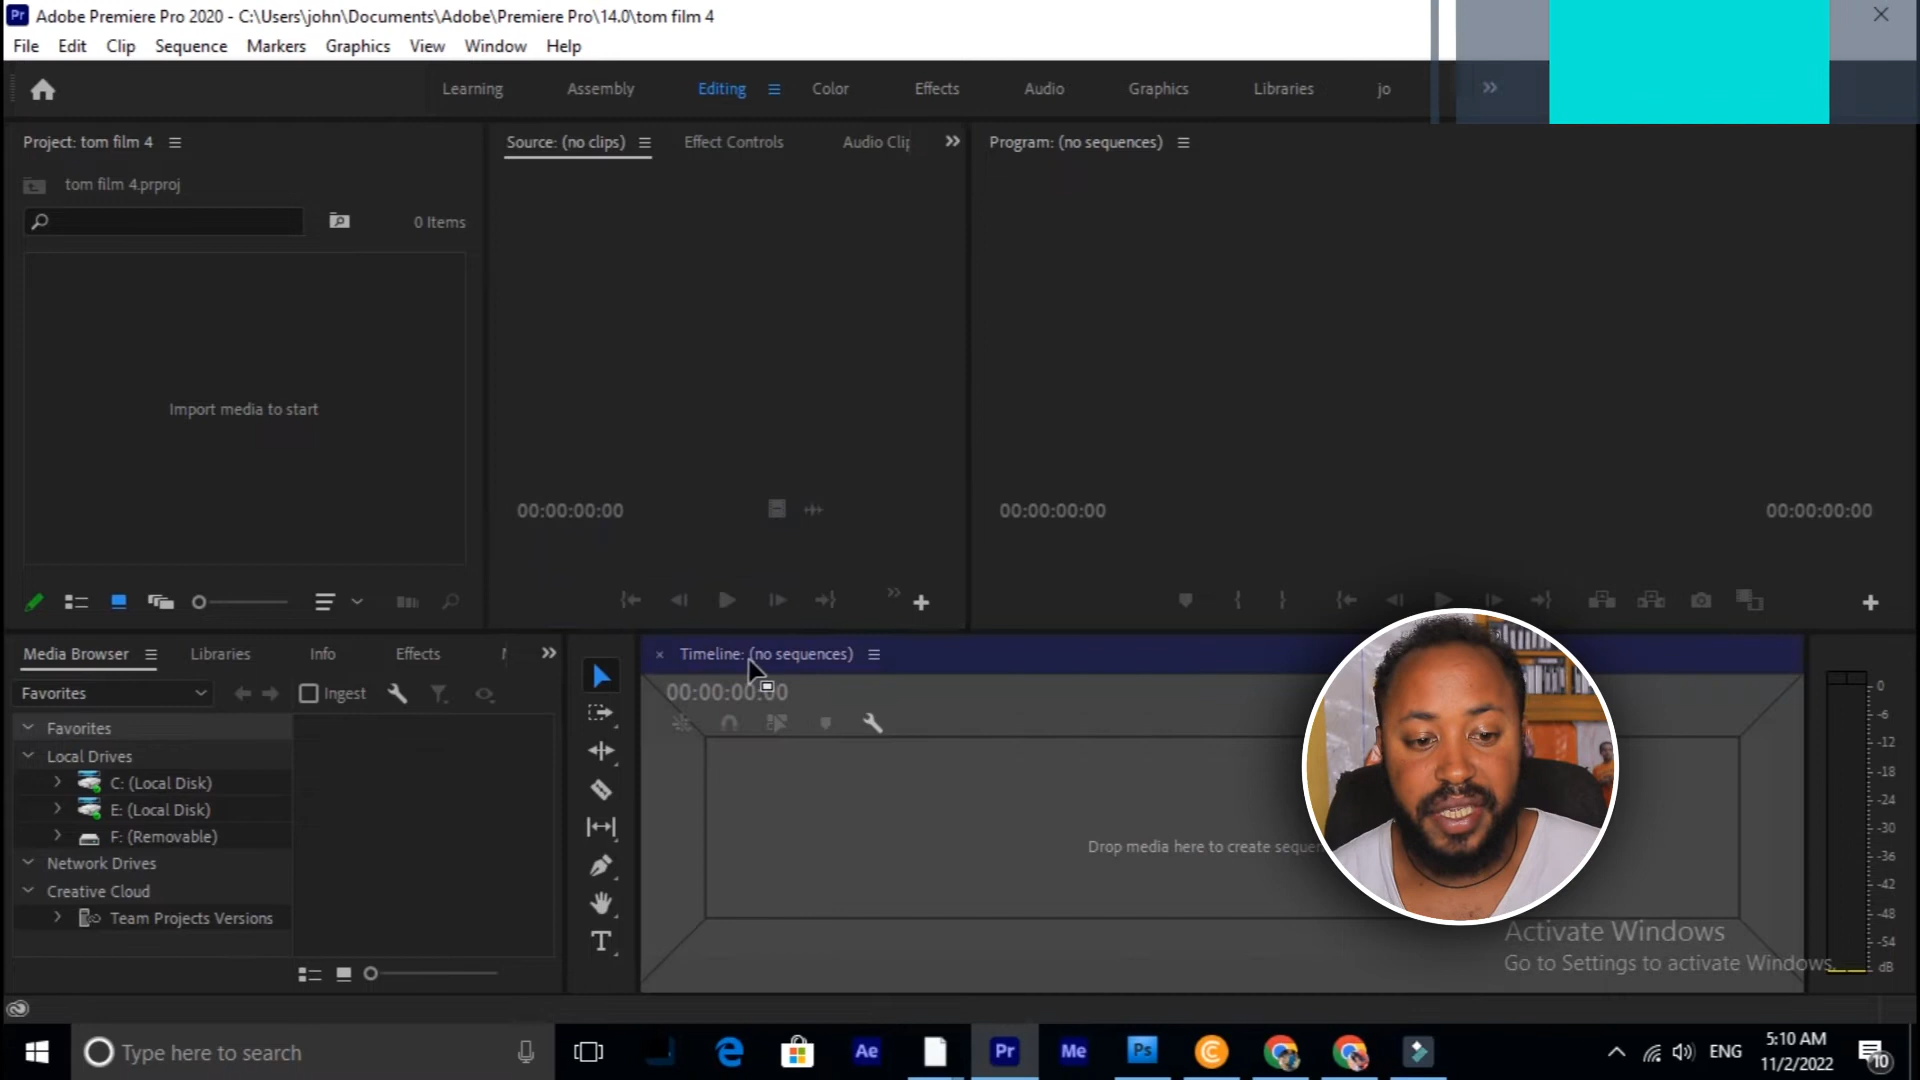 Adobe Premiere Pro 2020 - C:\Users\john\Documents\Adobe\Premiere Pro\14.0\tom film 4
File Edit Clip Sequence Markers Graphics View Window Help
Learning Assembly Editing Color Effects Audio Graphics Libraries jo
Project: tom film 4
Source: (no clips) Effect Controls Audio Clip
Program: (no sequences)
tom film 4.prproj
0 Items
Import media to start
00:00:00:00
00:00:00:00
00:00:00:00
Media Browser Libraries Info Effects
Timeline: (no sequences)
Favorites
Ingest
00:00:00:00
Favorites
Local Drives
C: (Local Disk)
E: (Local Disk)
F: (Removable)
Network Drives
Creative Cloud
Team Projects Versions
Drop media here to create
0
-6
-12
-18
-24
-30
-36
-42
-48
-54
dB
Activate Windows
Go to Settings to activate Windows.
Type here to search
Ae
Pr
Me
Ps
ENG
5:10 AM
11/2/2022
10